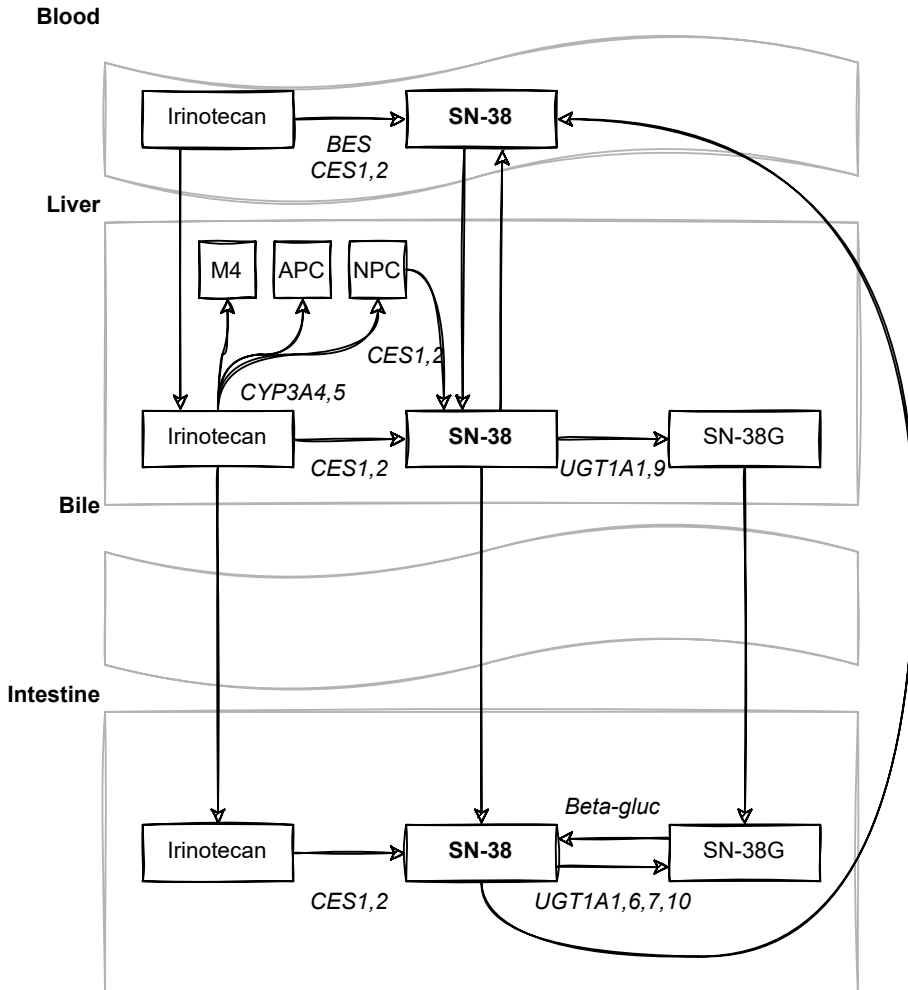 Blood
Irinotecan
SN-38
BES
CES1,2
Liver
M4
APC
NPC
CES1,2
CYP3A4,5
Irinotecan
SN-38
SN-38G
CES1,2
UGT1A1,9
Bile
Intestine
Beta-gluc
Irinotecan
SN-38
SN-38G
CES1,2
UGT1A1,6,7,10